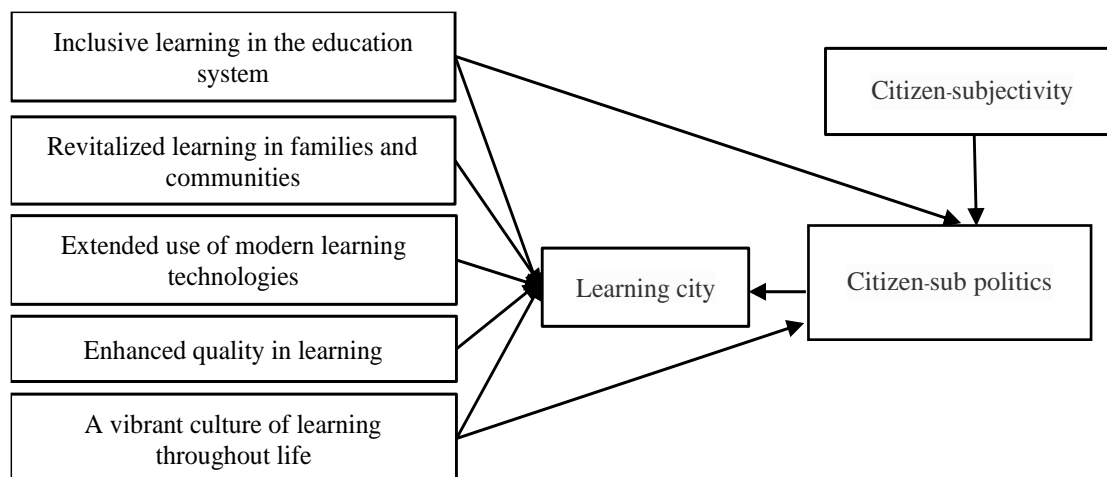 Inclusive learning in the education
system
Revitalized learning in families and
communities
Extended use of modern learning
technologies
Enhanced quality in learning
A vibrant culture of learning
throughout life
Learning city
Citizen-subjectivity
Citizen-sub politics